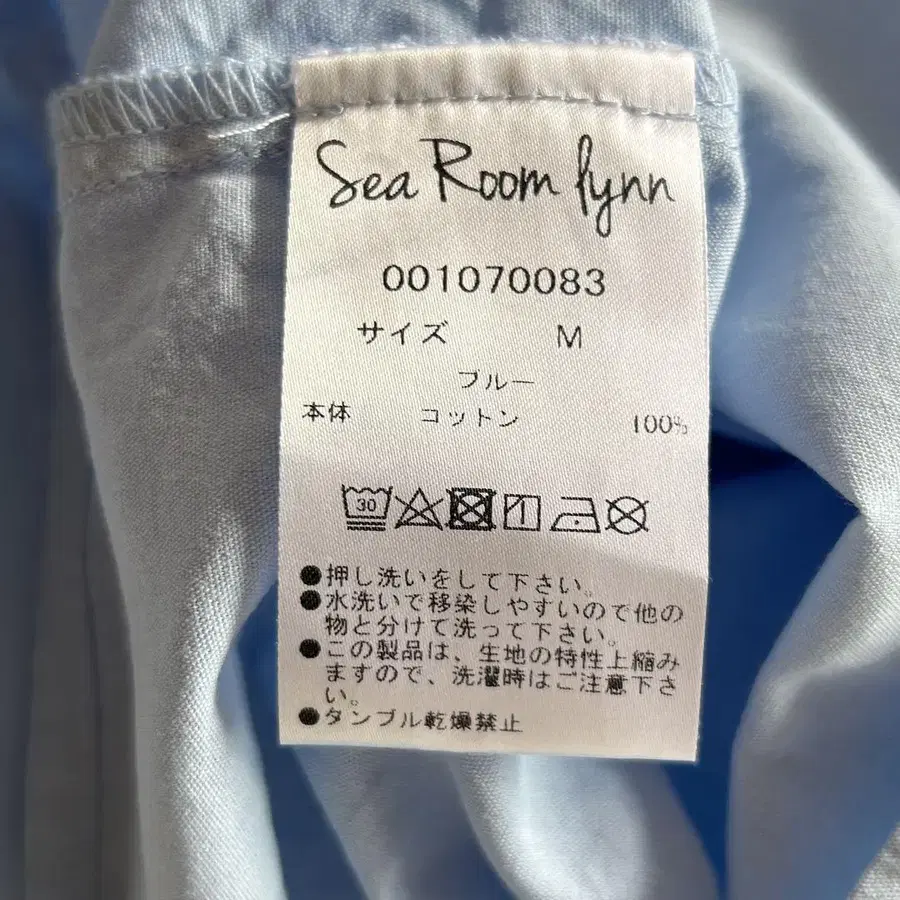 Sea Room lynn
001070083
サイズ M
ブルー
本体 コットン 100%
30
●押し洗いをして下さい。
●水洗いで移染しやすいので他の
物と分けて洗って下さい。
●この製品は、生地の特性上縮み
ますので、洗濯時はご注意下さ
い。
●タンブル乾燥禁止